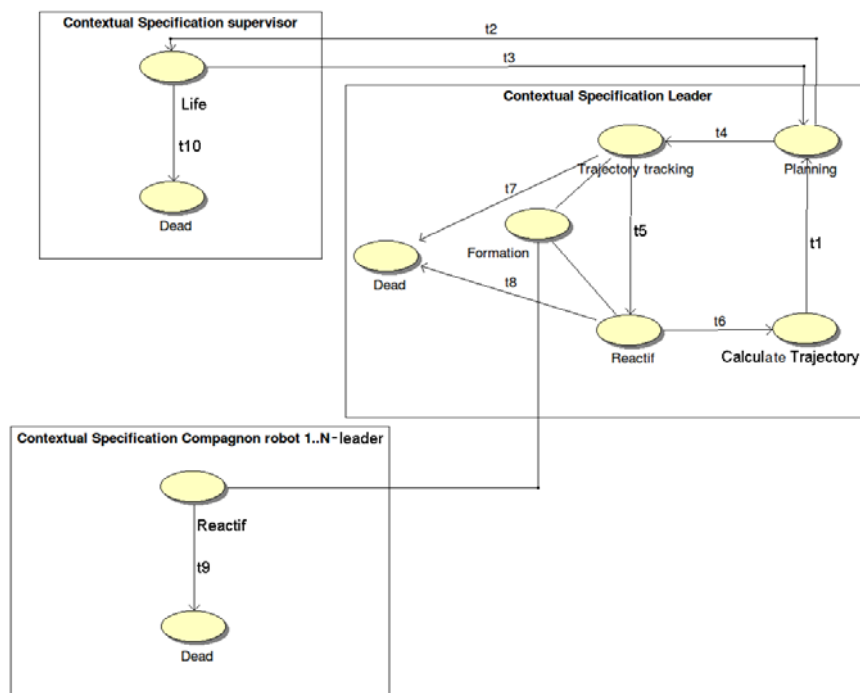 Contextual Specification supervisor
t2
t3
Life
t10
Dead
Contextual Specification Leader
t4
Trajectory tracking
Planning
t7
Formation
t5
t1
Dead
t8
t6
Reactif
Calculate Trajectory
Contextual Specification Compagnon robot 1..N-leader
Reactif
t9
Dead